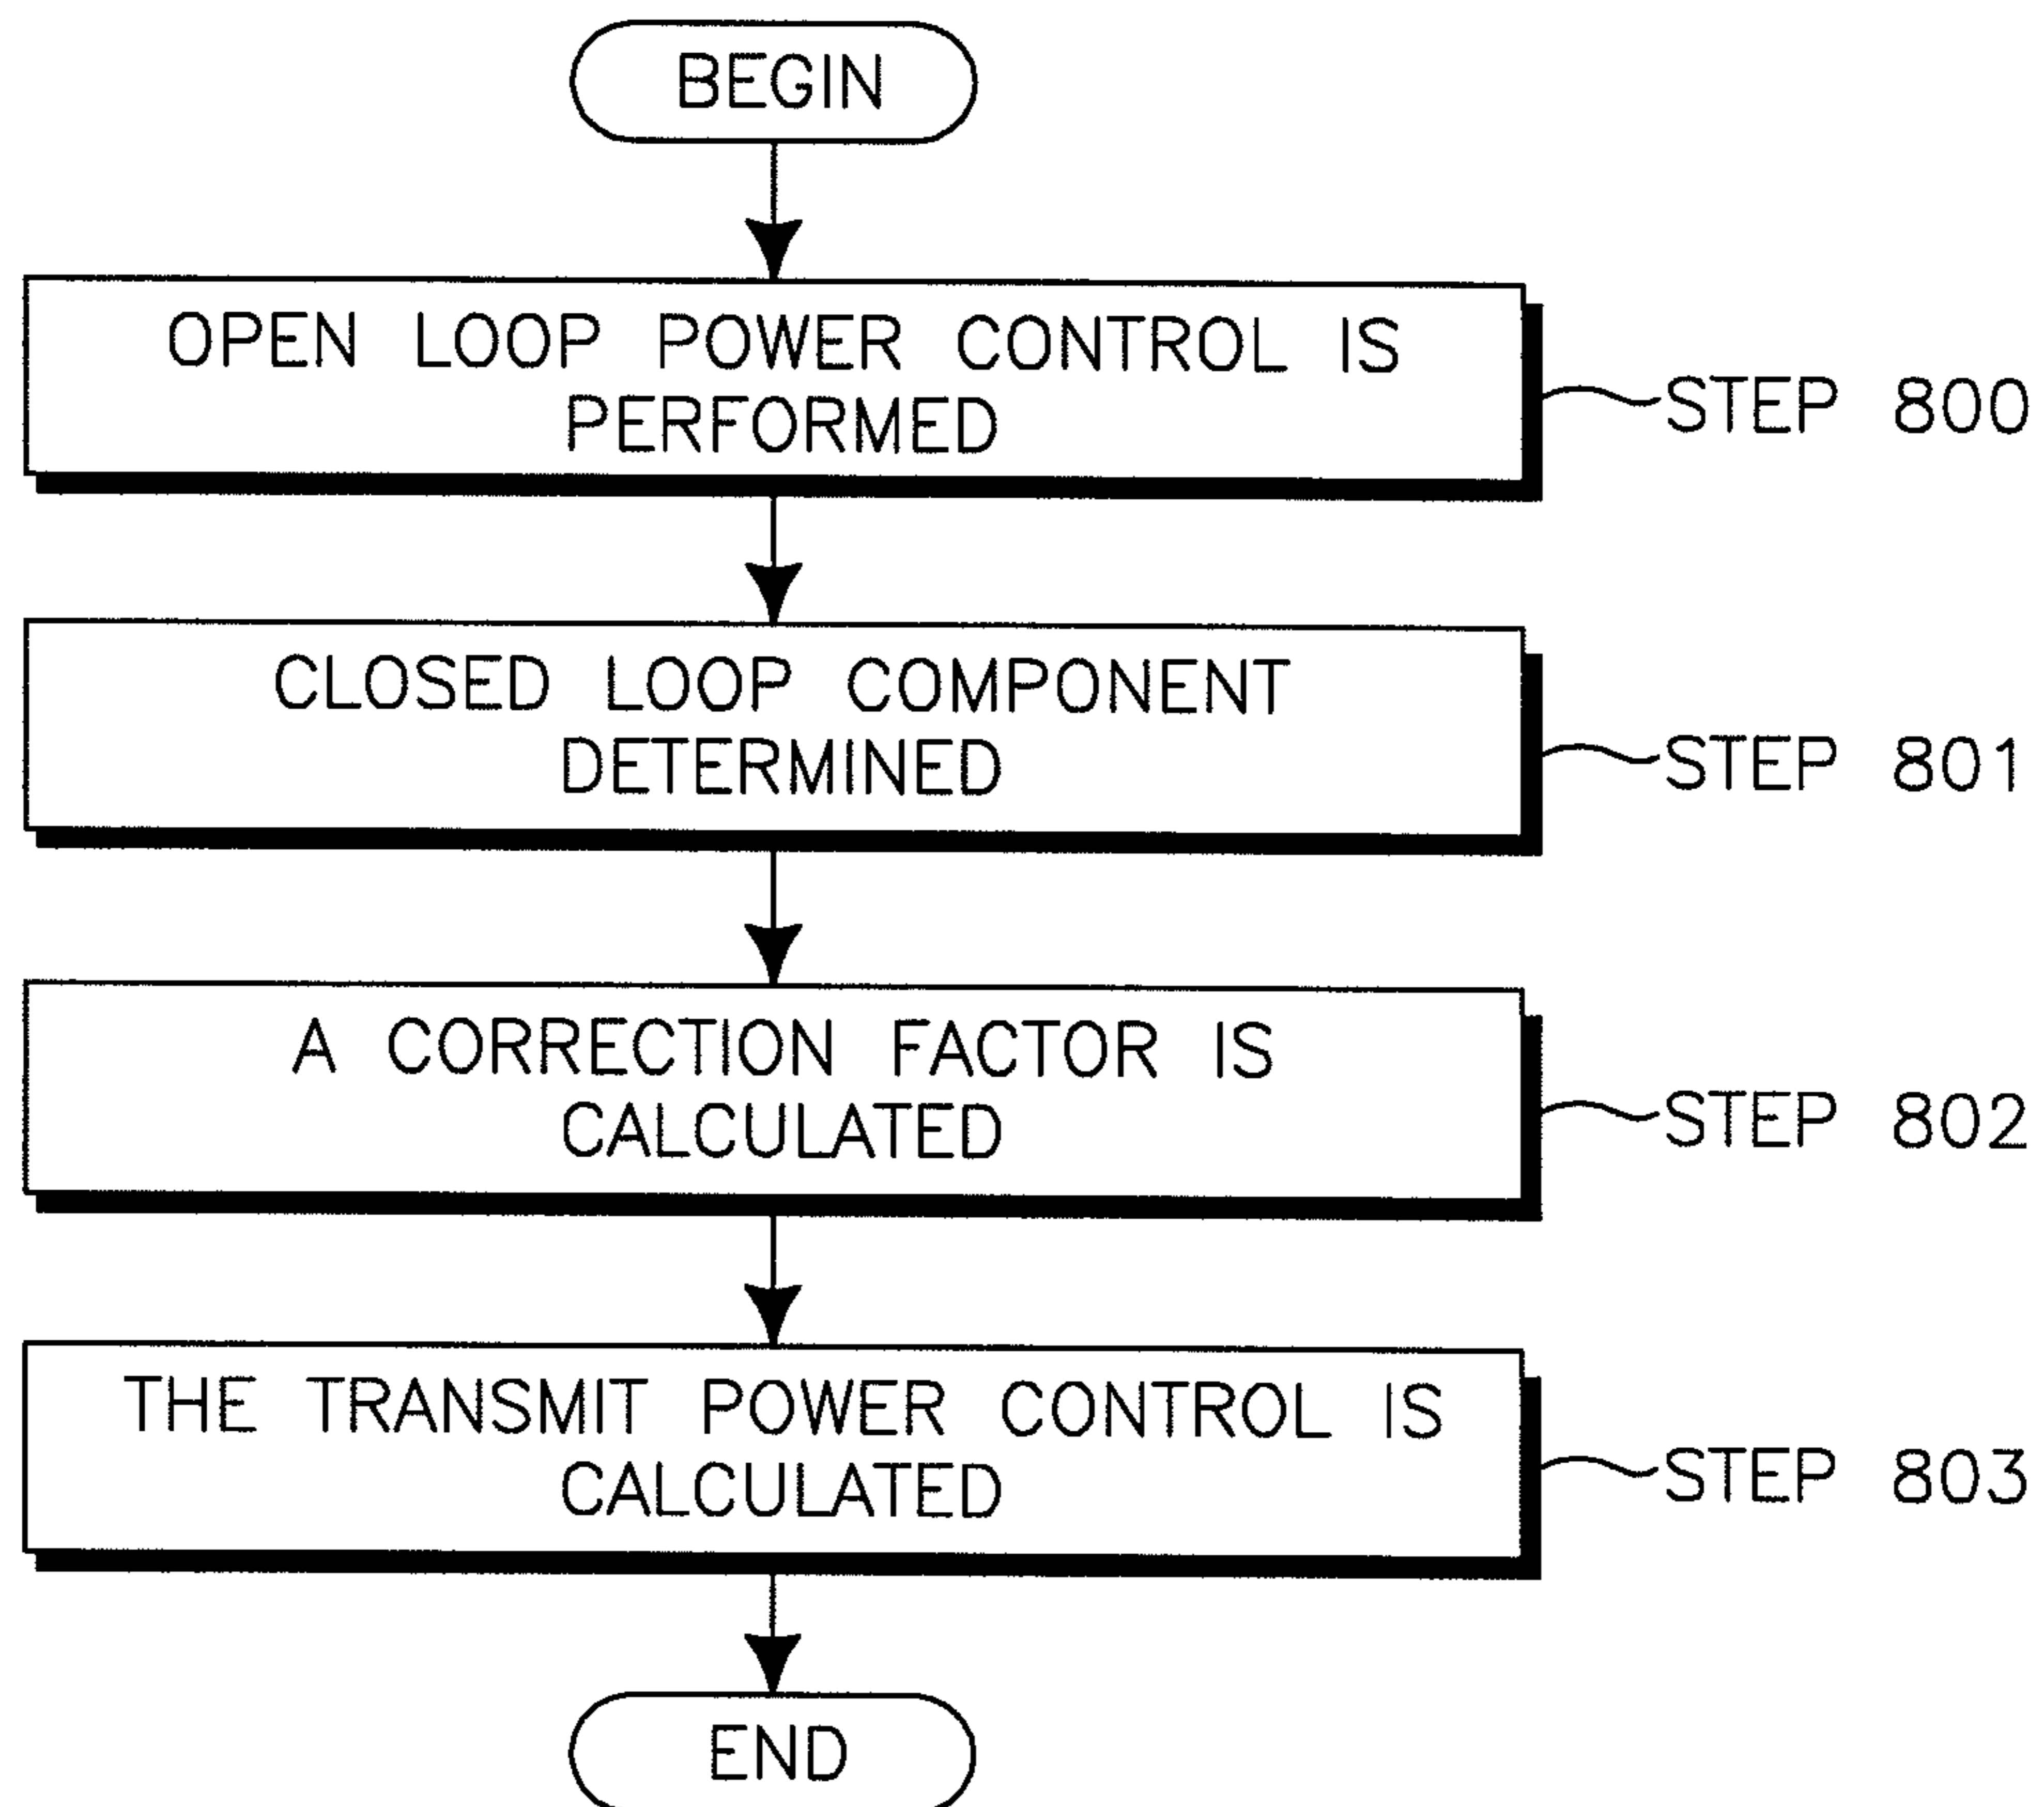 BEGIN
OPEN LOOP POWER CONTROL IS
PERFORMED
STEP 800
CLOSED LOOP COMPONENT
DETERMINED
STEP 801
A CORRECTION FACTOR IS
CALCULATED
STEP 802
THE TRANSMIT POWER CONTROL IS
CALCULATED
STEP 803
END